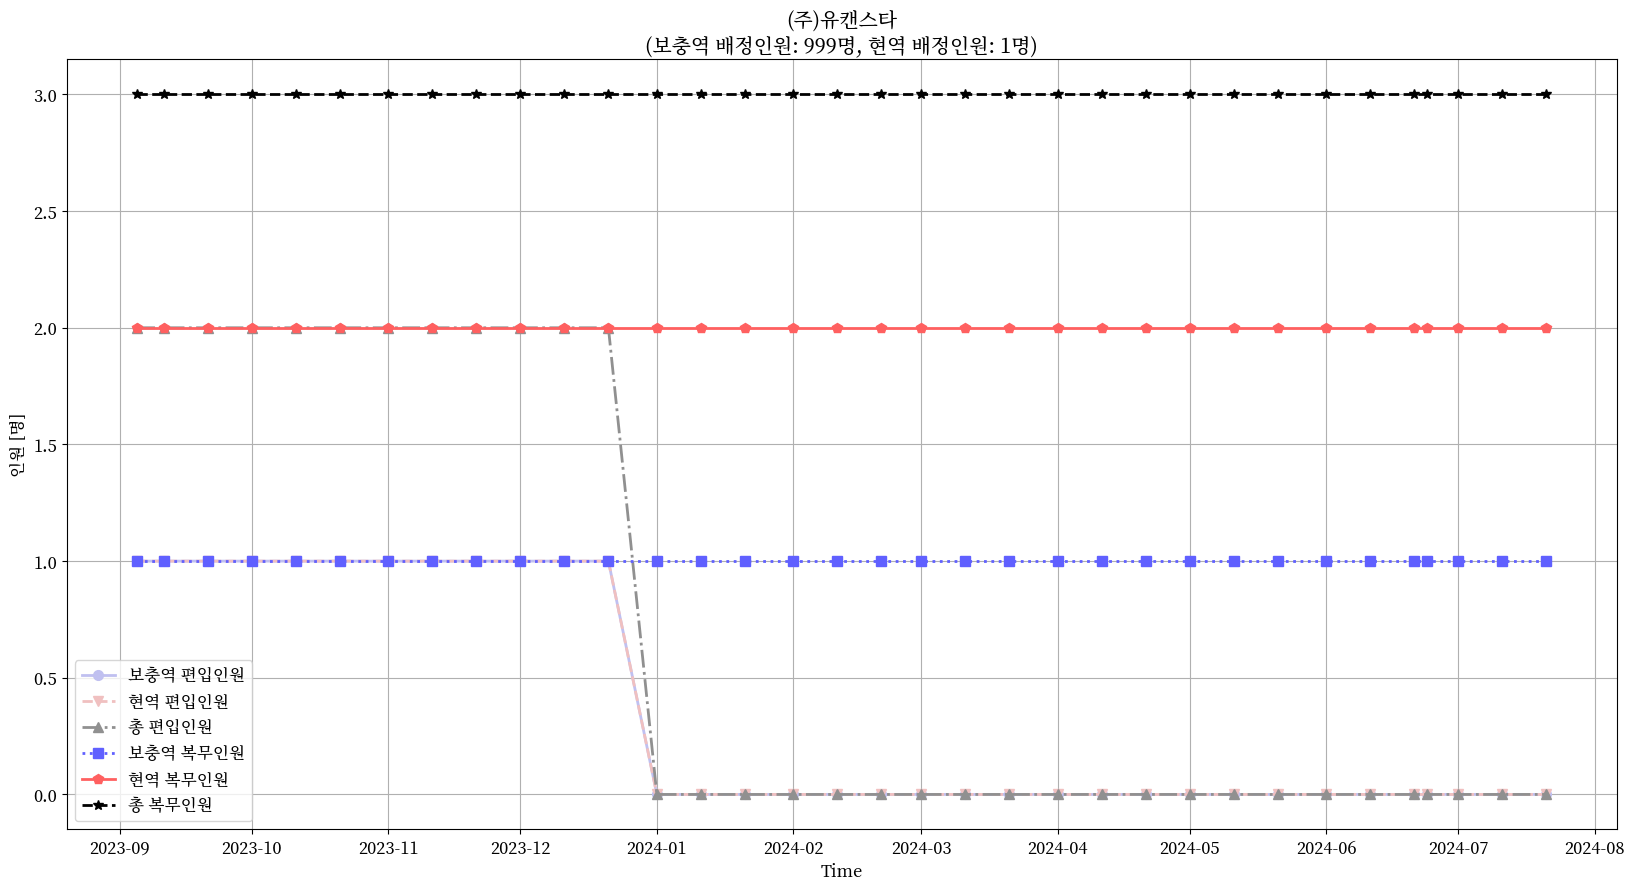 (주)유캔스타
(보충역 배정인원: 999명, 현역 배정인원: 1명)
인원 [명]
3.0
2.5
2.0
1.5
1.0
0.5
0.0
보충역 편입인원
현역 편입인원
총 편입인원
보충역 복무인원
현역 복무인원
총 복무인원
2023-09 2023-10 2023-11 2023-12 2024-01 2024-02 2024-03 2024-04 2024-05 2024-06 2024-07 2024-08
Time